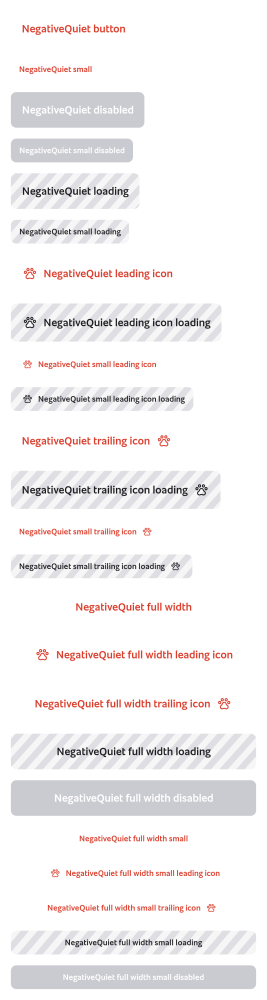 NegativeQuiet button
NegativeQuiet small
NegativeQuiet disabled
NegativeQuiet small disabled
NegativeQuiet loading
NegativeQuiet small loading
NegativeQuiet leading icon
NegativeQuiet leading icon loading
NegativeQuiet small leading icon
NegativeQuiet small leading icon loading
NegativeQuiet trailing icon
NegativeQuiet trailing icon loading
NegativeQuiet small trailing icon
NegativeQuiet small trailing icon loading
NegativeQuiet full width
NegativeQuiet full width leading icon
NegativeQuiet full width trailing icon
NegativeQuiet full width loading
NegativeQuiet full width disabled
NegativeQuiet full width small
NegativeQuiet full width small leading icon
NegativeQuiet full width small trailing icon
NegativeQuiet full width small loading
NegativeQuiet full width small disabled